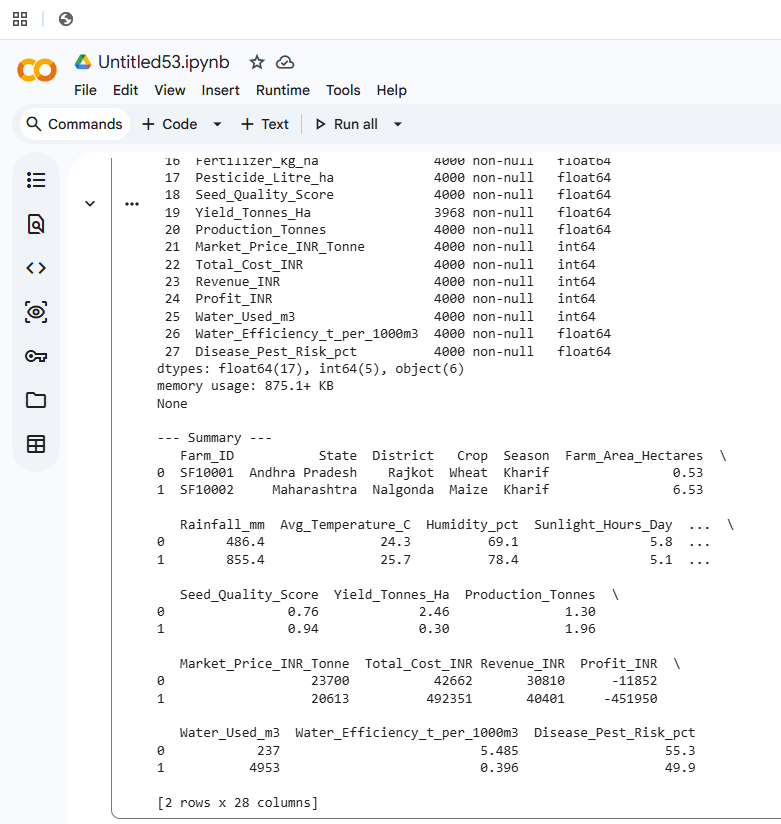 Untitled53.ipynb
File Edit View Insert Runtime Tools Help
Commands + Code + Text Run all
16 Fertilizer_kg_ha 4000 non-null float64
17 Pesticide_Litre_ha 4000 non-null float64
18 Seed_Quality_Score 4000 non-null float64
19 Yield_Tonnes_Ha 3968 non-null float64
20 Production_Tonnes 4000 non-null float64
21 Market_Price_INR_Tonne 4000 non-null int64
22 Total_Cost_INR 4000 non-null int64
23 Revenue_INR 4000 non-null int64
24 Profit_INR 4000 non-null int64
25 Water_Used_m3 4000 non-null int64
26 Water_Efficiency_t_per_1000m3 4000 non-null float64
27 Disease_Pest_Risk_pct 4000 non-null float64
dtypes: float64(17), int64(5), object(6)
memory usage: 875.1+ KB
None
--- Summary ---
Farm_ID State District Crop Season Farm_Area_Hectares \
0 SF10001 Andhra Pradesh Rajkot Wheat Kharif 0.53
1 SF10002 Maharashtra Nalgonda Maize Kharif 6.53
Rainfall_mm Avg_Temperature_C Humidity_pct Sunlight_Hours_Day ... \
0 486.4 24.3 69.1 5.8 ...
1 855.4 25.7 78.4 5.1 ...
Seed_Quality_Score Yield_Tonnes_Ha Production_Tonnes \
0 0.76 2.46 1.30
1 0.94 0.30 1.96
Market_Price_INR_Tonne Total_Cost_INR Revenue_INR Profit_INR \
0 23700 42662 30810 -11852
1 20613 492351 40401 -451950
Water_Used_m3 Water_Efficiency_t_per_1000m3 Disease_Pest_Risk_pct
0 237 5.485 55.3
1 4953 0.396 49.9
[2 rows x 28 columns]